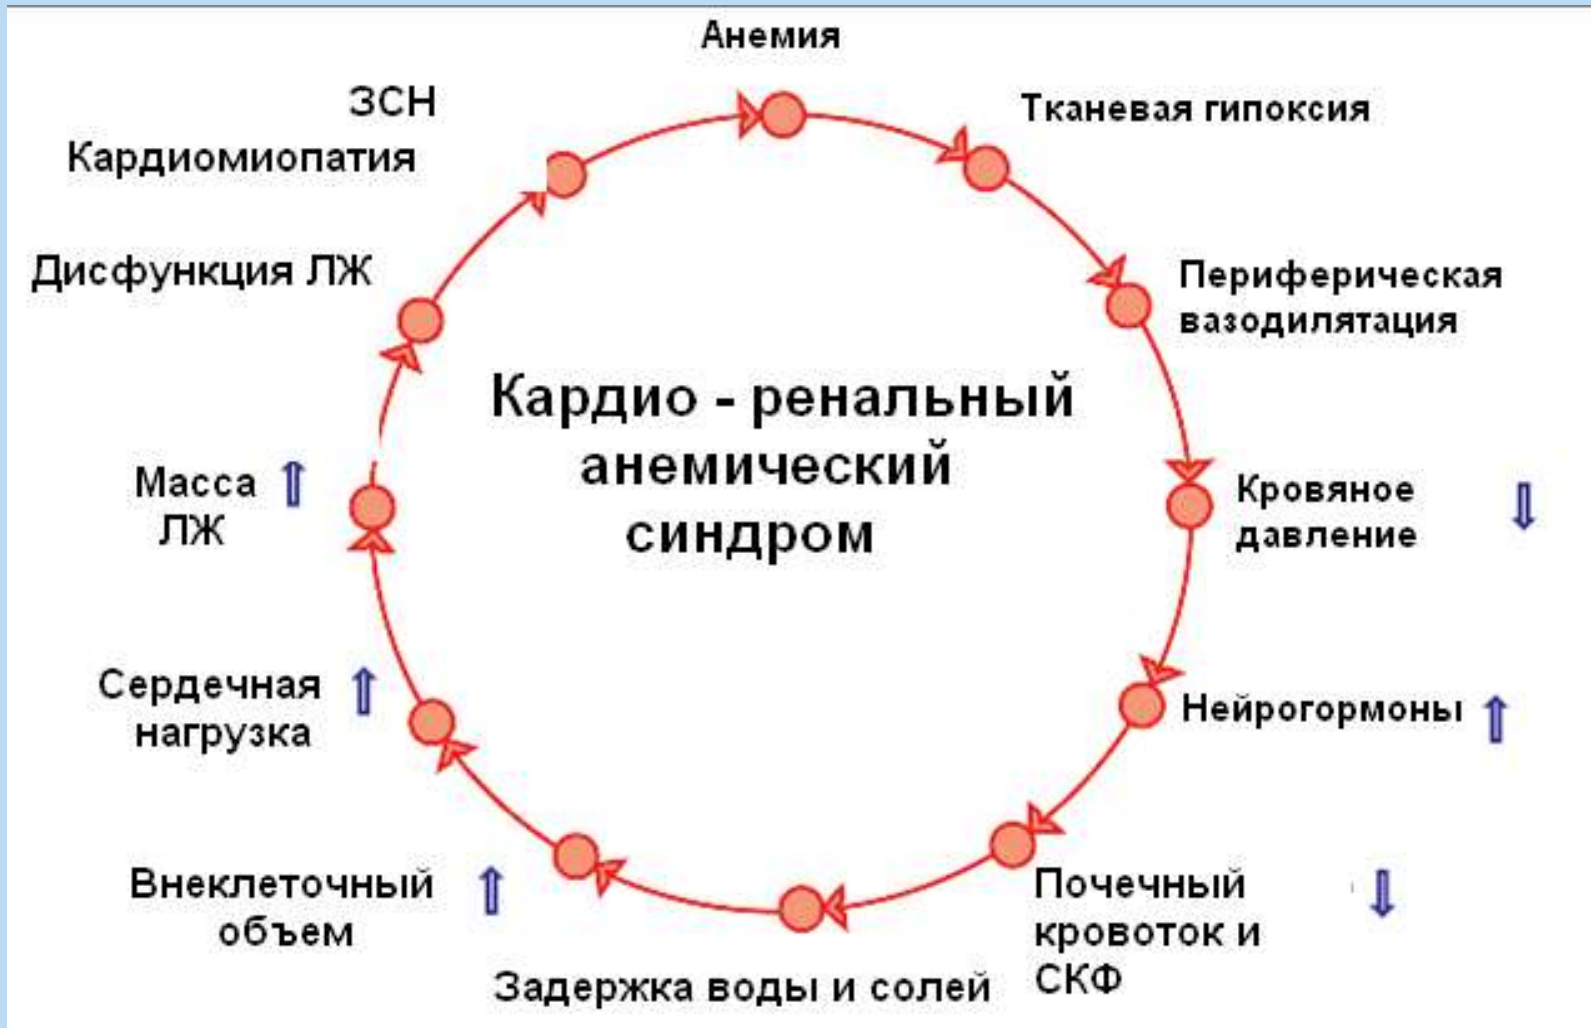 Анемия
Тканевая гипоксия
Периферическая
вазодилятация
Кровяное
давление
Нейрогормоны
Почечный
кровоток и
СКФ
Задержка воды и солей
Внеклеточный
объем
Сердечная
нагрузка
Масса
ЛЖ
Дисфункция ЛЖ
ЗСН
Кардиомиопатия
Кардио - ренальный
анемический
синдром